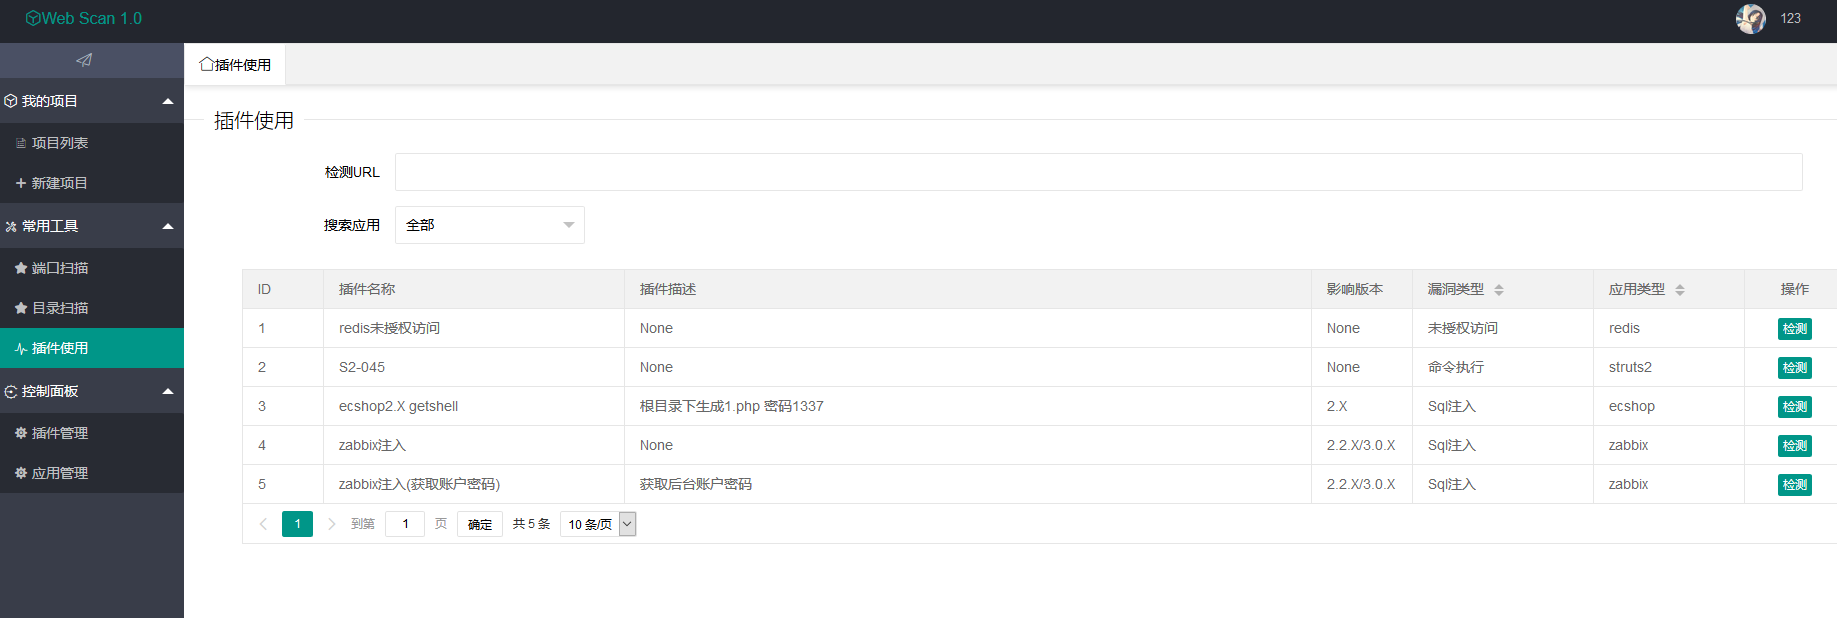 Web Scan 1.0
123
插件使用
我的项目
项目列表
新建项目
常用工具
端口扫描
目录扫描
插件使用
控制面板
插件管理
应用管理
插件使用
检测URL
搜索应用 全部
ID 插件名称 插件描述 影响版本 漏洞类型 应用类型 操作
1 redis未授权访问 None None 未授权访问 redis 检测
2 S2-045 None None 命令执行 struts2 检测
3 ecshop2.X getshell 根目录下生成1.php 密码1337 2.X Sql注入 ecshop 检测
4 zabbix注入 None 2.2.X/3.0.X Sql注入 zabbix 检测
5 zabbix注入(获取账户密码) 获取后台账户密码 2.2.X/3.0.X Sql注入 zabbix 检测
1 到第 1 页 确定 共 5 条 10 条/页